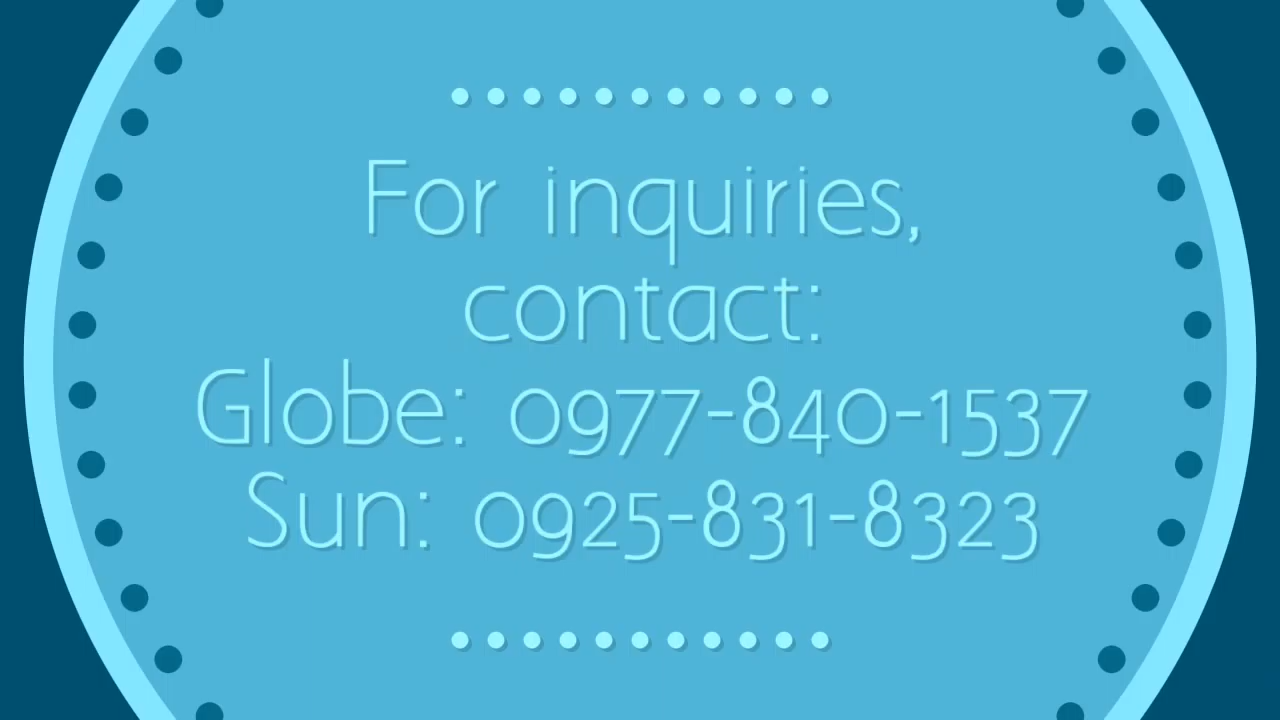 For inquiries,
contact:
Globe: 0977-840-1537
Sun: 0925-831-8323